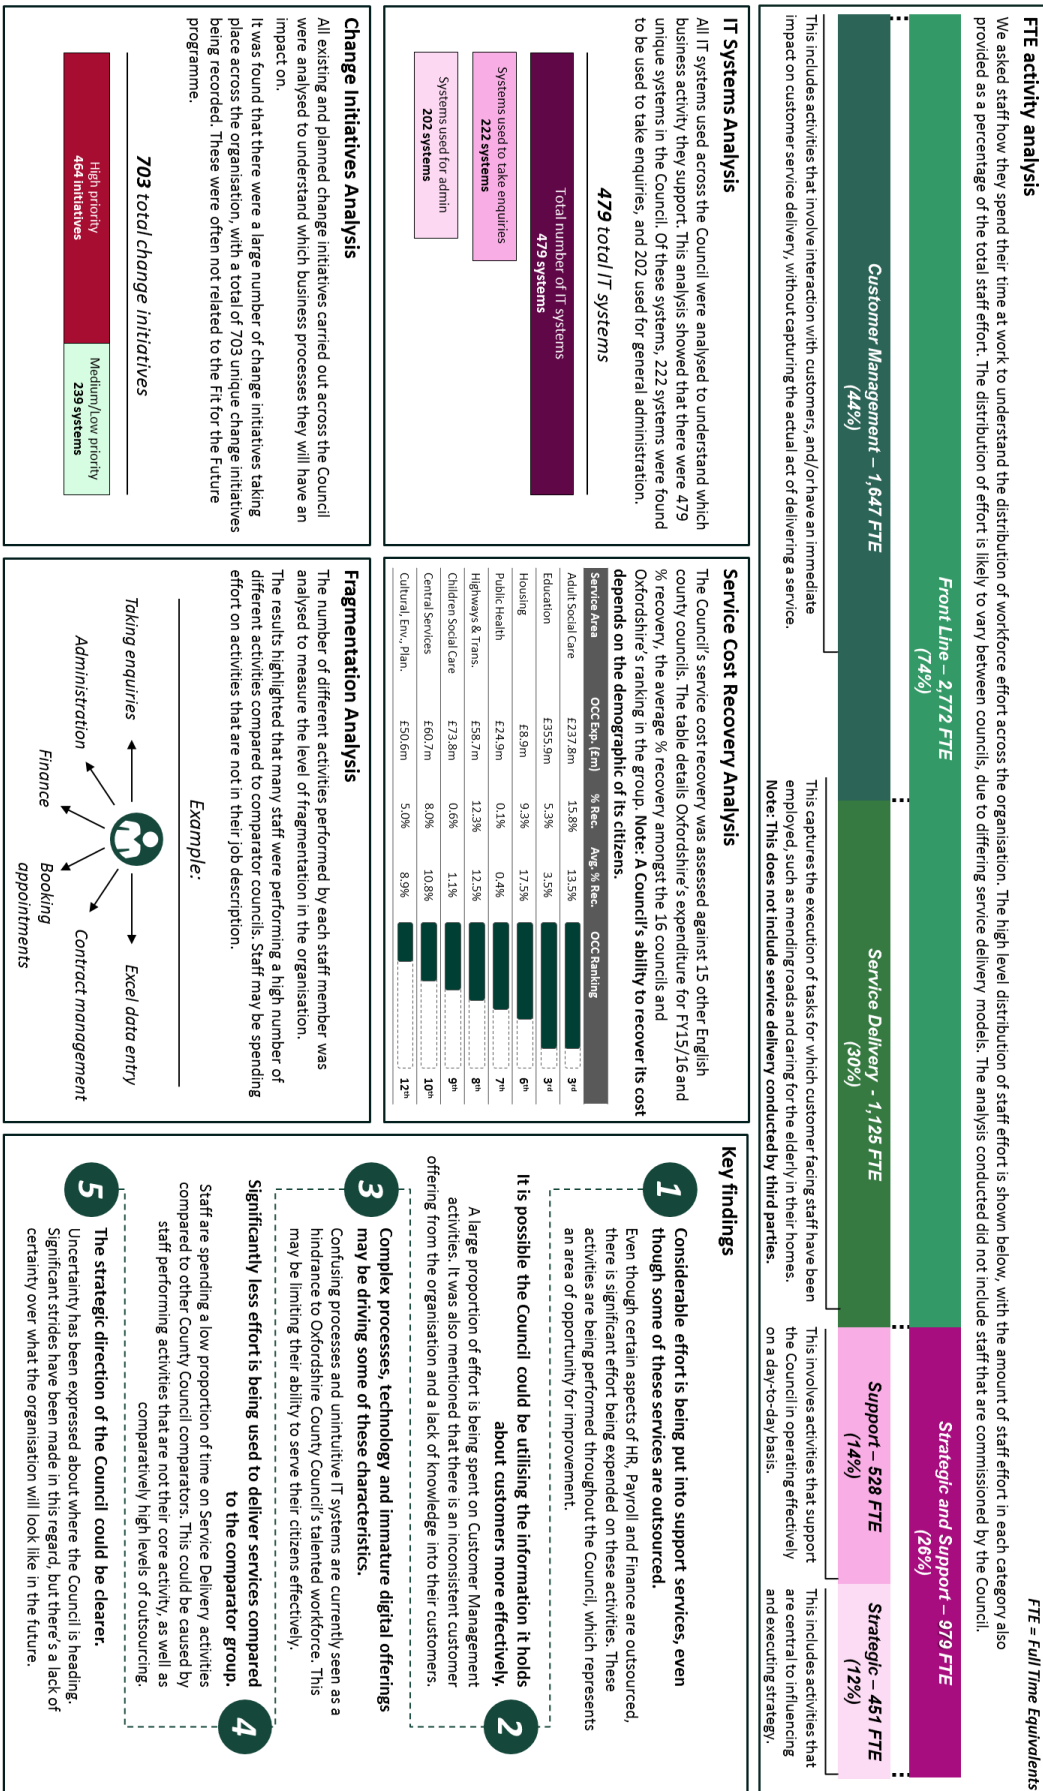 FTE activity analysis
FTE = Full Time Equivalents
We asked staff how they spend their time at work to understand the distribution of workforce effort across the organisation. The high level distribution of staff effort is shown below, with the amount of staff effort in each category also
provided as a percentage of the total staff effort. The distribution of effort is likely to vary between councils, due to differing service delivery models. The analysis conducted did not include staff that are commissioned by the Council.
Front Line – 2,772 FTE
(74%)
Strategic and Support – 979 FTE
(26%)
Customer Management – 1,647 FTE
(44%)
Service Delivery - 1,125 FTE
(30%)
Support – 528 FTE
(14%)
Strategic – 451 FTE
(12%)
This includes activities that involve interaction with customers, and/or have an immediate
impact on customer service delivery, without capturing the actual act of delivering a service.
This captures the execution of tasks for which customer facing staff have been
employed, such as mending roads and caring for the elderly in their homes.
Note: This does not include service delivery conducted by third parties.
This involves activities that support
the Council in operating effectively
on a day-to-day basis.
This includes activities that
are central to influencing
and executing strategy.
IT Systems Analysis
All IT systems used across the Council were analysed to understand which
business activity they support. This analysis showed that there were 479
unique systems in the Council. Of these systems, 222 systems were found
to be used to take enquiries, and 202 used for general administration.
479 total IT systems
Total number of IT systems
479 systems
Systems used to take enquiries
222 systems
Systems used for admin
202 systems
Service Cost Recovery Analysis
The Council's service cost recovery was assessed against 15 other English
county councils. The table details Oxfordshire's expenditure for FY15/16 and
% recovery, the average % recovery amongst the 16 councils and
Oxfordshire's ranking in the group. Note: A Council's ability to recover its cost
depends on the demographic of its citizens.
Service Area OCC Exp. (£m) % Rec. Avg. % Rec. OCC Ranking
Adult Social Care £237.8m 15.8% 13.5% 3rd
Education £355.9m 5.3% 3.5% 3rd
Housing £8.9m 9.3% 17.5% 6th
Public Health £24.9m 0.1% 0.4% 7th
Highways & Trans. £58.7m 12.3% 12.5% 8th
Children Social Care £73.8m 0.6% 1.1% 9th
Central Services £60.7m 8.0% 10.8% 10th
Cultural, Env., Plan. £50.6m 5.0% 8.9% 12th
Change Initiatives Analysis
All existing and planned change initiatives carried out across the Council
were analysed to understand which business processes they will have an
impact on.
It was found that there were a large number of change initiatives taking
place across the organisation, with a total of 703 unique change initiatives
being recorded. These were often not related to the Fit for the Future
programme.
703 total change initiatives
High priority
464 initiatives
Medium/Low priority
239 systems
Fragmentation Analysis
The number of different activities performed by each staff member was
analysed to measure the level of fragmentation in the organisation.
The results highlighted that many staff were performing a high number of
different activities compared to comparator councils. Staff may be spending
effort on activities that are not in their job description.
Example:
Taking enquiries
Excel data entry
Administration
Contract management
Finance
Booking
appointments
Key findings
1
Considerable effort is being put into support services, even
though some of these services are outsourced.
Even though certain aspects of HR, Payroll and Finance are outsourced,
there is significant effort being expended on these activities. These
activities are being performed throughout the Council, which represents
an area of opportunity for improvement.
It is possible the Council could be utilising the information it holds
about customers more effectively.
2
A large proportion of effort is being spent on Customer Management
activities. It was also mentioned that there is an inconsistent customer
offering from the organisation and a lack of knowledge into their customers.
3
Complex processes, technology and immature digital offerings
may be driving some of these characteristics.
Confusing processes and unintuitive IT systems are currently seen as a
hindrance to Oxfordshire County Council's talented workforce. This
may be limiting their ability to serve their citizens effectively.
Significantly less effort is being used to deliver services compared
to the comparator group.
4
Staff are spending a low proportion of time on Service Delivery activities
compared to other County Council comparators. This could be caused by
staff performing activities that are not their core activity, as well as
comparatively high levels of outsourcing.
5
The strategic direction of the Council could be clearer.
Uncertainty has been expressed about where the Council is heading.
Significant strides have been made in this regard, but there's a lack of
certainty over what the organisation will look like in the future.